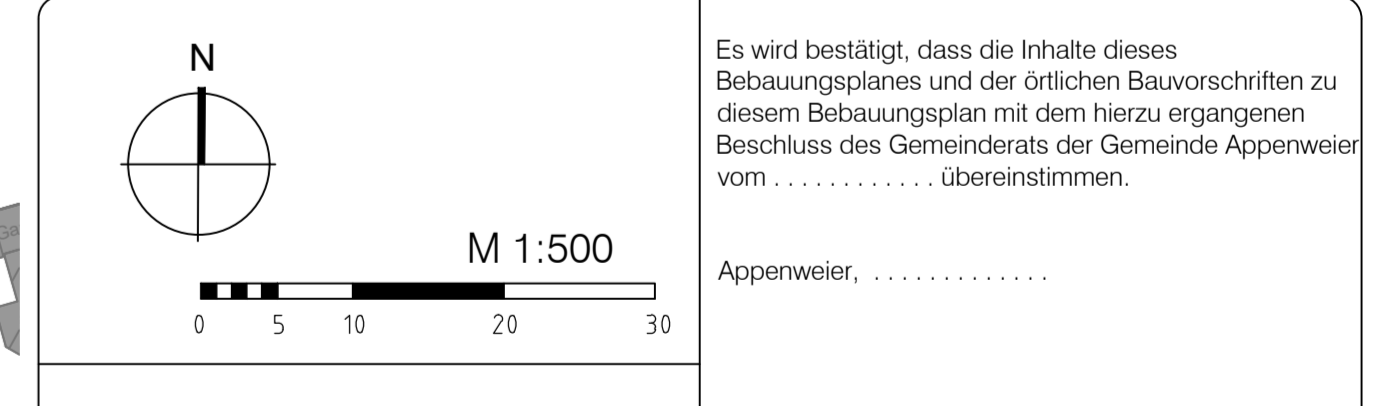 N
M 1:500
0 5 10 20 30
Es wird bestätigt, dass die Inhalte dieses
Bebauungsplanes und der örtlichen Bauvorschriften zu
diesem Bebauungsplan mit dem hierzu ergangenen
Beschluss des Gemeinderats der Gemeinde Appenweier
vom . . . . . . . . . . . . übereinstimmen.
Appenweier, . . . . . . . . . . . . .